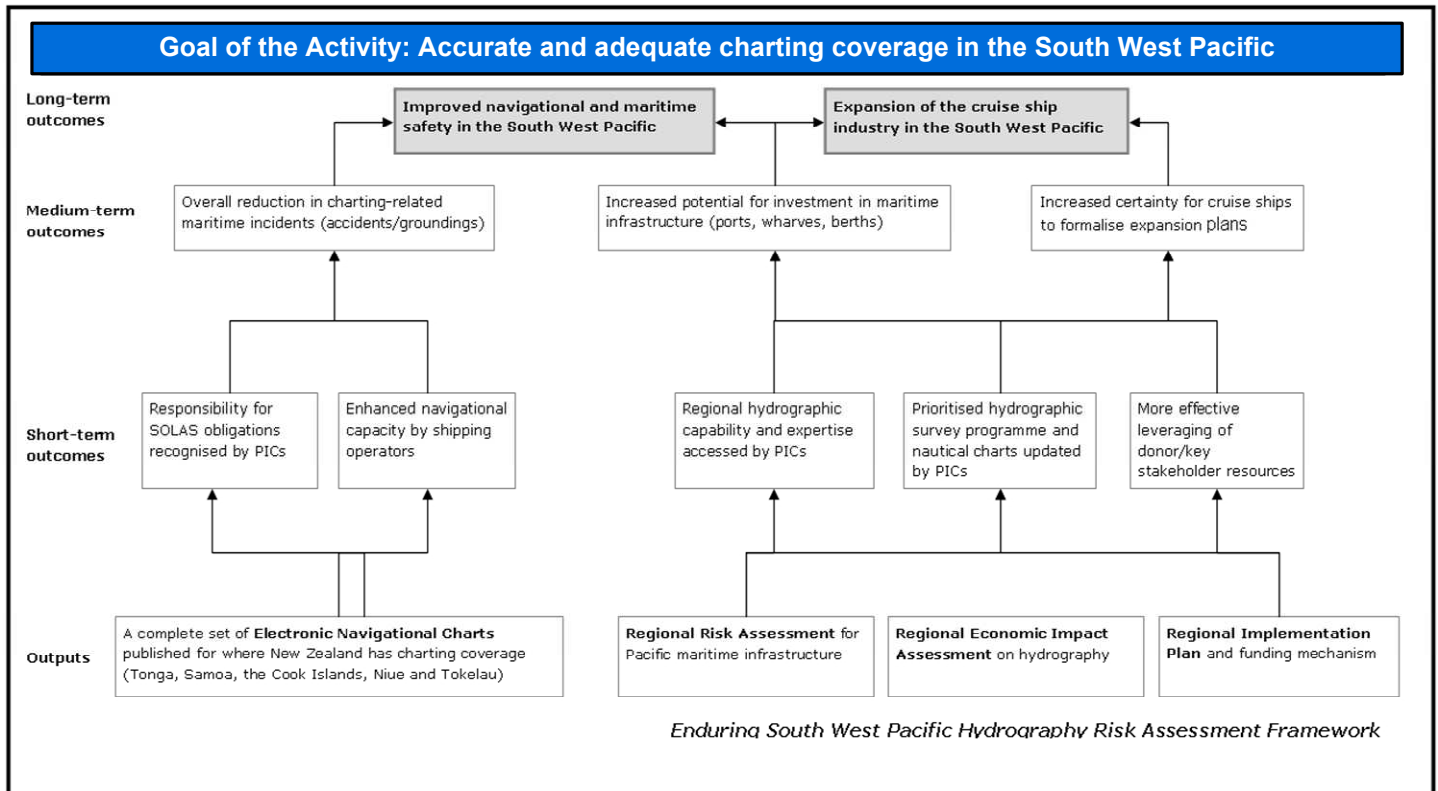 Goal of the Activity: Accurate and adequate charting coverage in the South West Pacific
Long-term
outcomes
Improved navigational and maritime
safety in the South West Pacific
Expansion of the cruise ship
industry in the South West Pacific
Medium-term
outcomes
Overall reduction in charting-related
maritime incidents (accidents/groundings)
Increased potential for investment in maritime
infrastructure (ports, wharves, berths)
Increased certainty for cruise ships
to formalise expansion plans
Short-term
outcomes
Responsibility for
SOLAS obligations
recognised by PICs
Enhanced navigational
capacity by shipping
operators
Regional hydrographic
capability and expertise
accessed by PICs
Prioritised hydrographic
survey programme and
nautical charts updated
by PICs
More effective
leveraging of
donor/key
stakeholder resources
Outputs
A complete set of Electronic Navigational Charts
published for where New Zealand has charting coverage
(Tonga, Samoa, the Cook Islands, Niue and Tokelau)
Regional Risk Assessment for
Pacific maritime infrastructure
Regional Economic Impact
Assessment on hydrography
Regional Implementation
Plan and funding mechanism
Enduring South West Pacific Hydrography Risk Assessment Framework